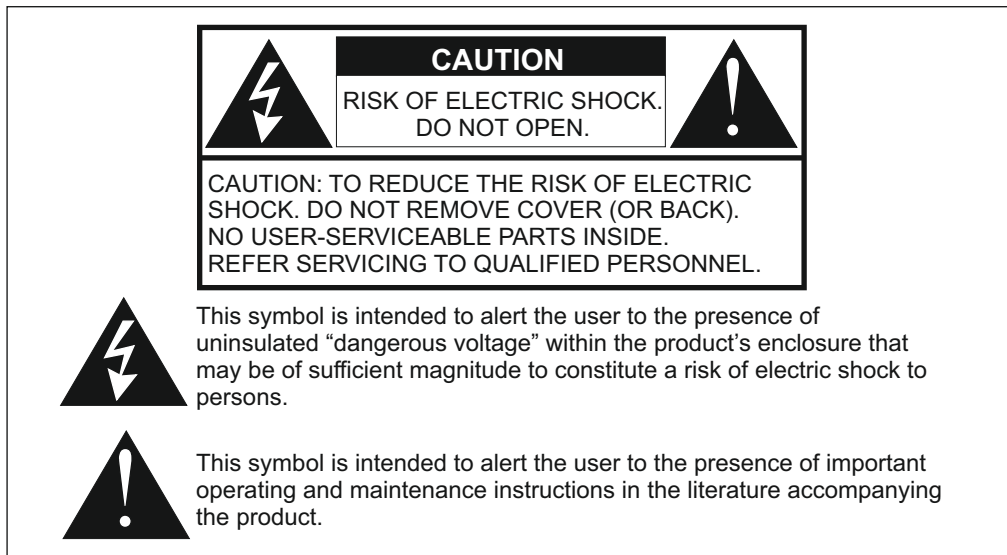 CAUTION
RISK OF ELECTRIC SHOCK.
DO NOT OPEN.
CAUTION: TO REDUCE THE RISK OF ELECTRIC
SHOCK. DO NOT REMOVE COVER (OR BACK).
NO USER-SERVICEABLE PARTS INSIDE.
REFER SERVICING TO QUALIFIED PERSONNEL.
This symbol is intended to alert the user to the presence of
uninsulated “dangerous voltage” within the product’s enclosure that
may be of sufficient magnitude to constitute a risk of electric shock to
persons.
This symbol is intended to alert the user to the presence of important
operating and maintenance instructions in the literature accompanying
the product.